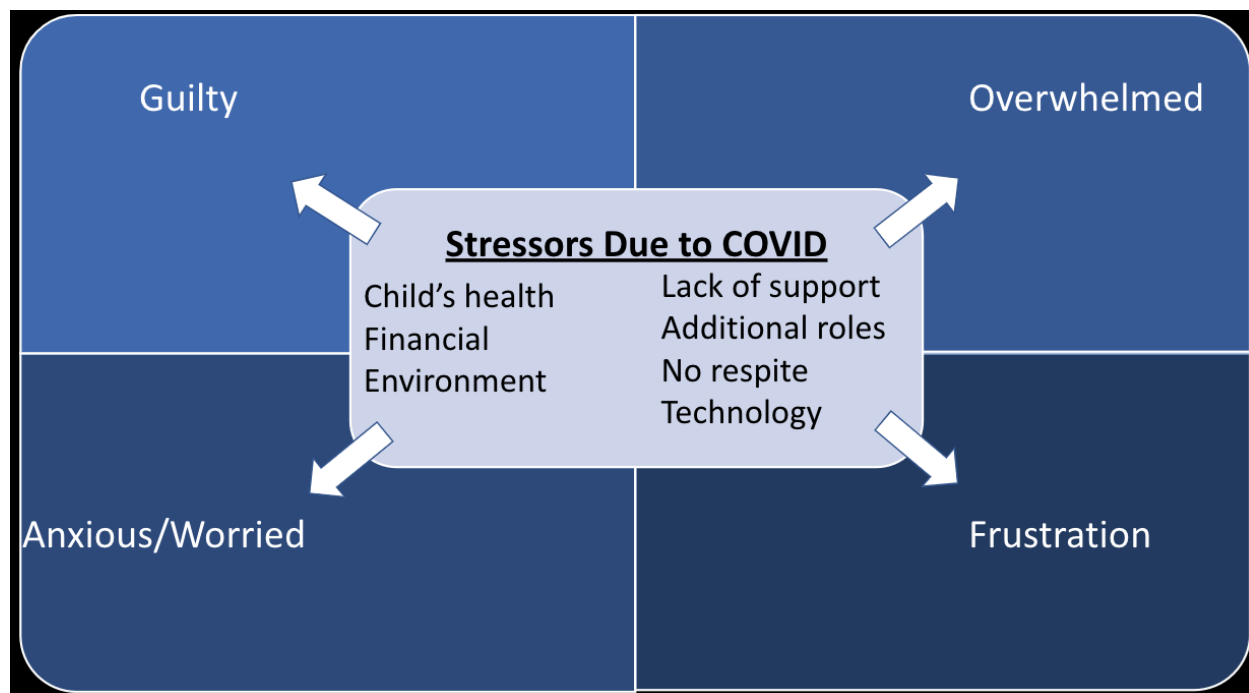 Guilty
Overwhelmed
Stressors Due to COVID
Child’s health
Financial
Environment
Lack of support
Additional roles
No respite
Technology
Anxious/Worried
Frustration